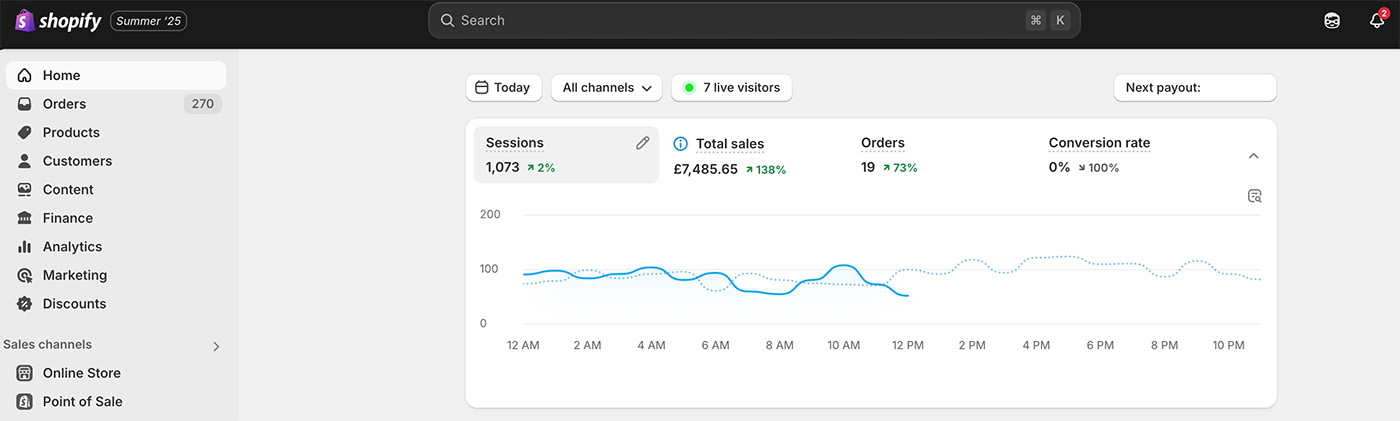 shopify Summer '25 Search ⌘ K 2
Home
Orders 270
Products
Customers
Content
Finance
Analytics
Marketing
Discounts
Sales channels
Online Store
Point of Sale
Today All channels 7 live visitors Next payout:
Sessions Total sales Orders Conversion rate
1,073 2% £7,485.65 138% 19 73% 0% 100%
200
100
0
12 AM 2 AM 4 AM 6 AM 8 AM 10 AM 12 PM 2 PM 4 PM 6 PM 8 PM 10 PM